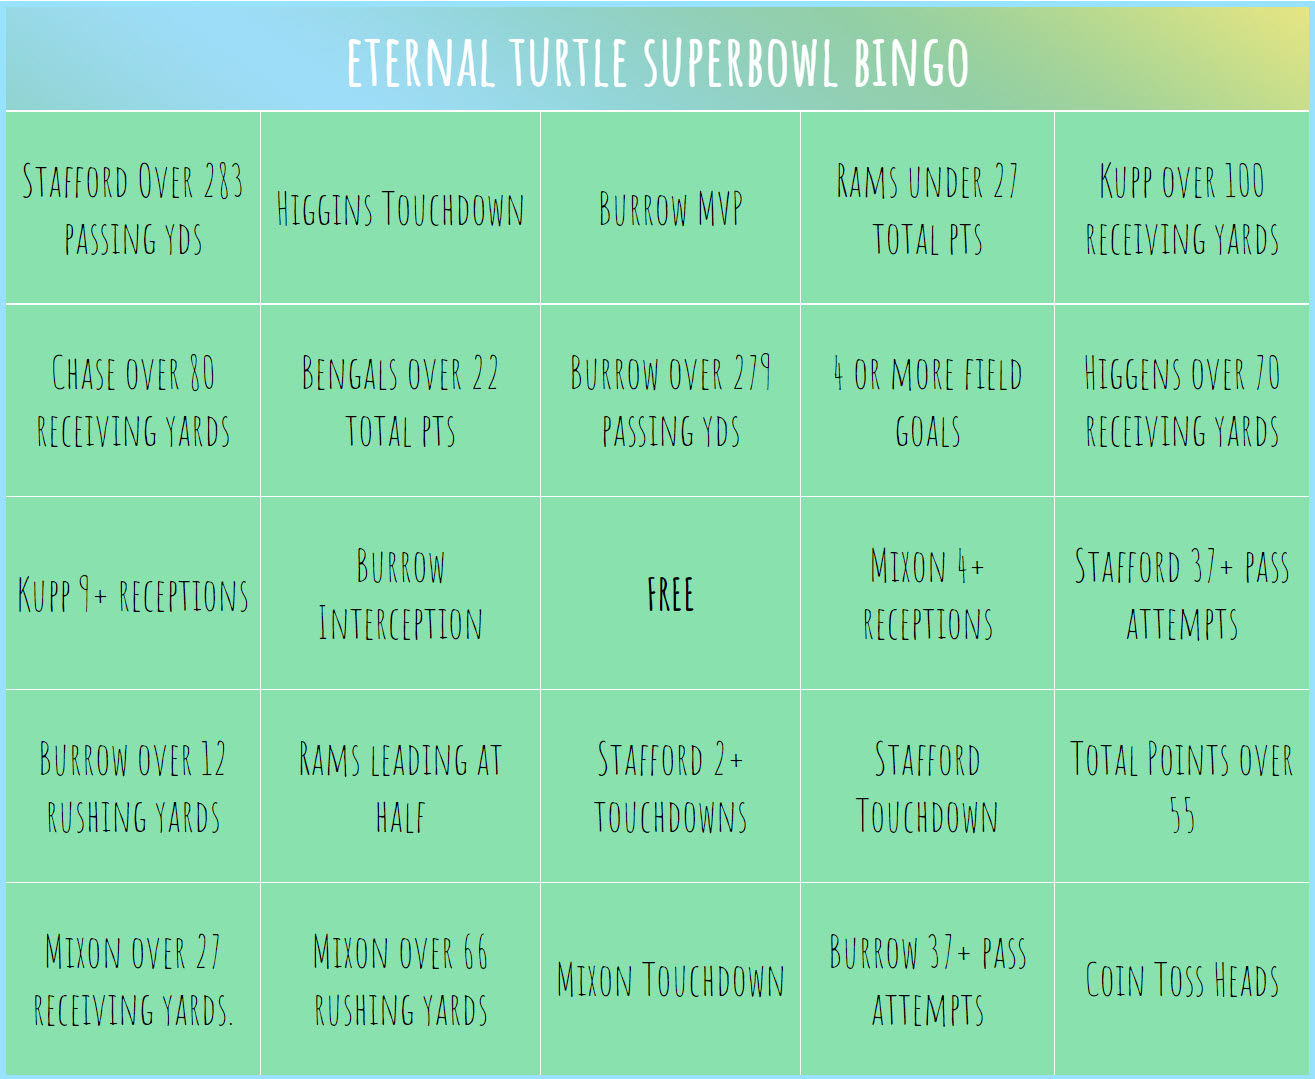 ETERNAL TURTLE SUPERBOWL BINGO
Stafford Over 283
passing yds
Higgins Touchdown
Burrow MVP
Rams under 27
total pts
Kupp over 100
receiving yards
Chase over 80
receiving yards
Bengals over 22
total pts
Burrow over 279
passing yds
4 or more field
goals
Higgens over 70
receiving yards
Kupp 9+ receptions
Burrow
Interception
FREE
Mixon 4+
receptions
Stafford 37+ pass
attempts
Burrow over 12
rushing yards
Rams leading at
half
Stafford 2+
touchdowns
Stafford
Touchdown
Total Points over
55
Mixon over 27
receiving yards.
Mixon over 66
rushing yards
Mixon Touchdown
Burrow 37+ pass
attempts
Coin Toss Heads